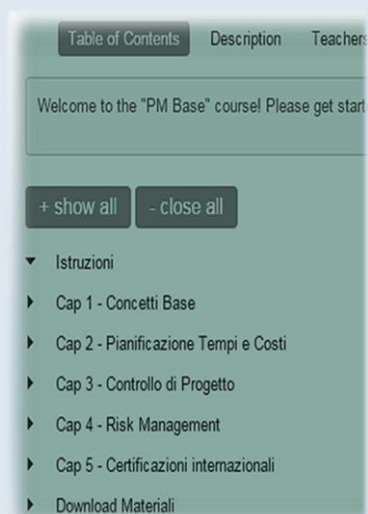 Table of Contents Description Teachers
Welcome to the "PM Base" course! Please get start
+ show all - close all
Istruzioni
Cap 1 - Concetti Base
Cap 2 - Pianificazione Tempi e Costi
Cap 3 - Controllo di Progetto
Cap 4 - Risk Management
Cap 5 - Certificazioni internazionali
Download Materiali